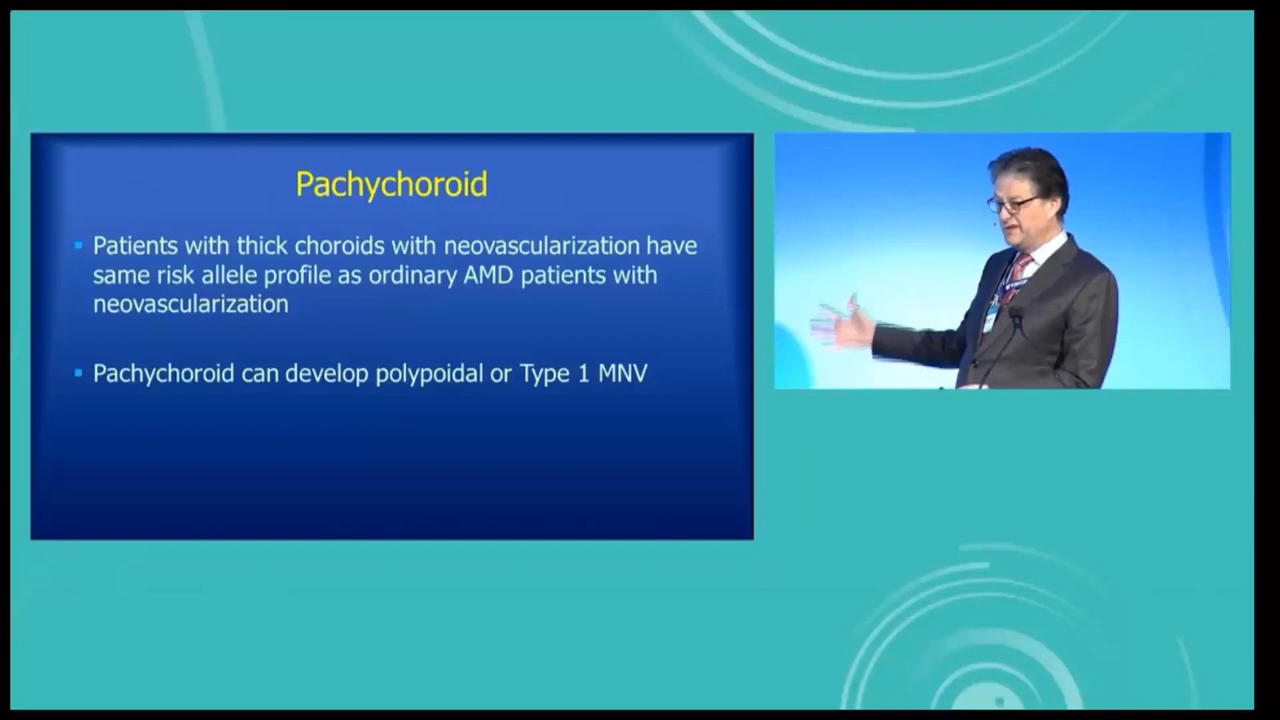 Pachychoroid
▪ Patients with thick choroids with neovascularization have
same risk allele profile as ordinary AMD patients with
neovascularization
▪ Pachychoroid can develop polypoidal or Type 1 MNV